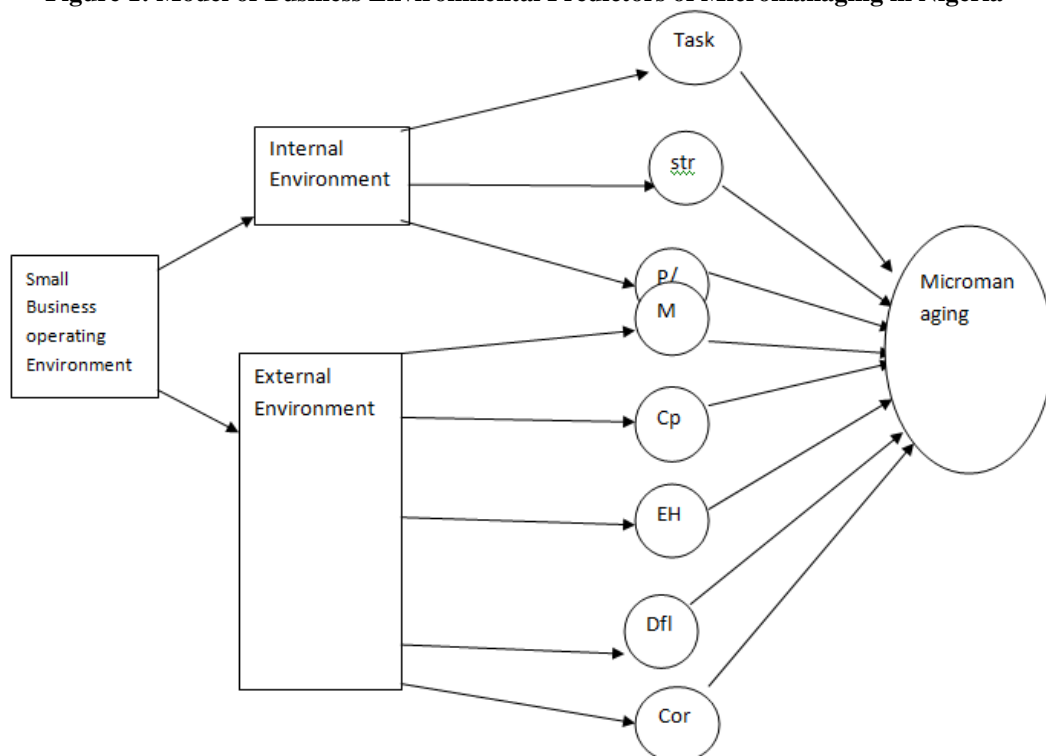 Figure 1: Model of Business Environmental Predictors of Micromanaging in Nigeria
Task
Internal
Environment
str
P/
M
Small
Business
operating
Environment
Microman
aging
External
Environment
Cp
EH
Dfl
Cor